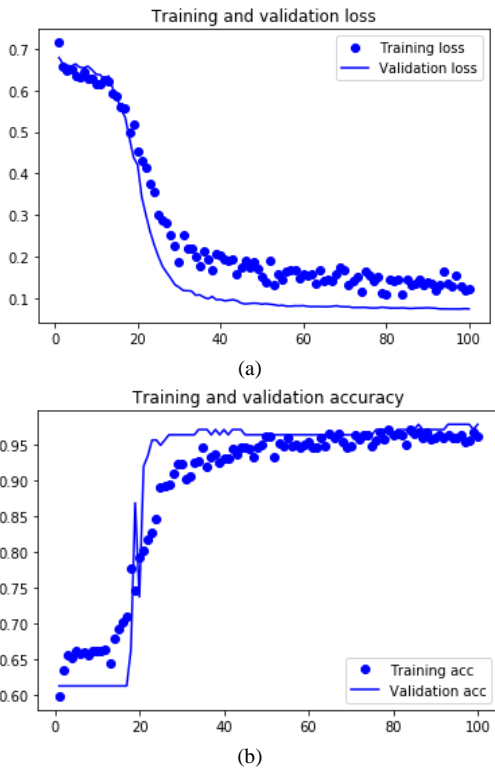 Training and validation loss
0.7
0.6
0.5
0.4
0.3
0.2
0.1
Training loss
Validation loss
0 20 40 60 80 100
(a)
Training and validation accuracy
0.95
0.90
0.85
0.80
0.75
0.70
0.65
0.60
Training acc
Validation acc
0 20 40 60 80 100
(b)